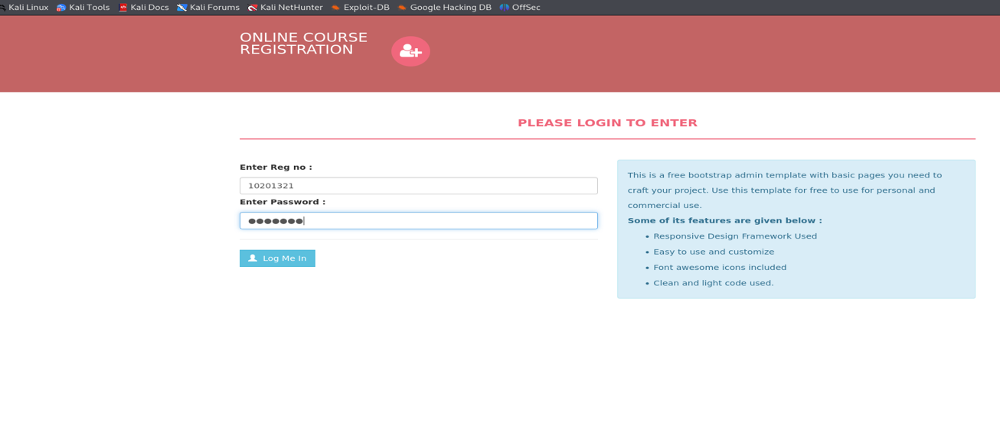 Kali Linux Kali Tools Kali Docs Kali Forums Kali NetHunter Exploit-DB Google Hacking DB OffSec
ONLINE COURSE
REGISTRATION
PLEASE LOGIN TO ENTER
Enter Reg no :
10201321
Enter Password :
Log Me In
This is a free bootstrap admin template with basic pages you need to
craft your project. Use this template for free to use for personal and
commercial use.
Some of its features are given below :
• Responsive Design Framework Used
• Easy to use and customize
• Font awesome icons included
• Clean and light code used.